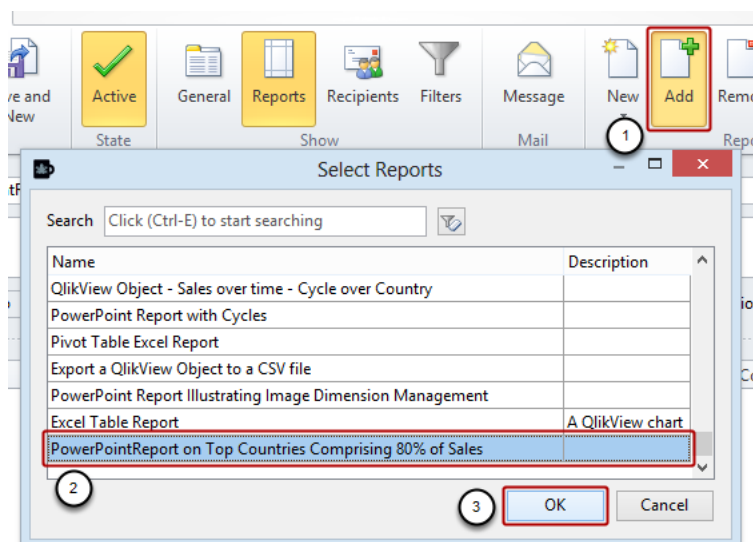 ve and New
Active
General
Reports
Recipients
Filters
Message
New
Add
Rem
State
Show
Mail
1
Repo
Select Reports
Search Click (Ctrl-E) to start searching
Name Description
QlikView Object - Sales over time - Cycle over Country
PowerPoint Report with Cycles
Pivot Table Excel Report
Export a QlikView Object to a CSV file
PowerPoint Report Illustrating Image Dimension Management
Excel Table Report A QlikView chart
PowerPointReport on Top Countries Comprising 80% of Sales
2
3
OK Cancel